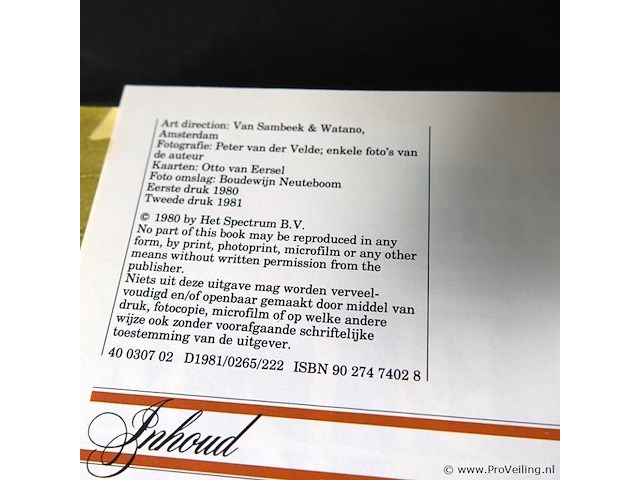 Art direction: Van Sambeek & Watano,
Amsterdam
Fotografie: Peter van der Velde; enkele foto's van
de auteur
Kaarten: Otto van Eersel
Foto omslag: Boudewijn Neuteboom
Eerste druk 1980
Tweede druk 1981
© 1980 by Het Spectrum B.V.
No part of this book may be reproduced in any
form, by print, photoprint, microfilm or any other
means without written permission from the
publisher.
Niets uit deze uitgave mag worden verveel-
voudigd en/of openbaar gemaakt door middel van
druk, fotocopie, microfilm of op welke andere
wijze ook zonder voorafgaande schriftelijke
toestemming van de uitgever.
40 0307 02 D1981/0265/222 ISBN 90 274 7402 8
Inhoud
© www.ProVeiling.nl